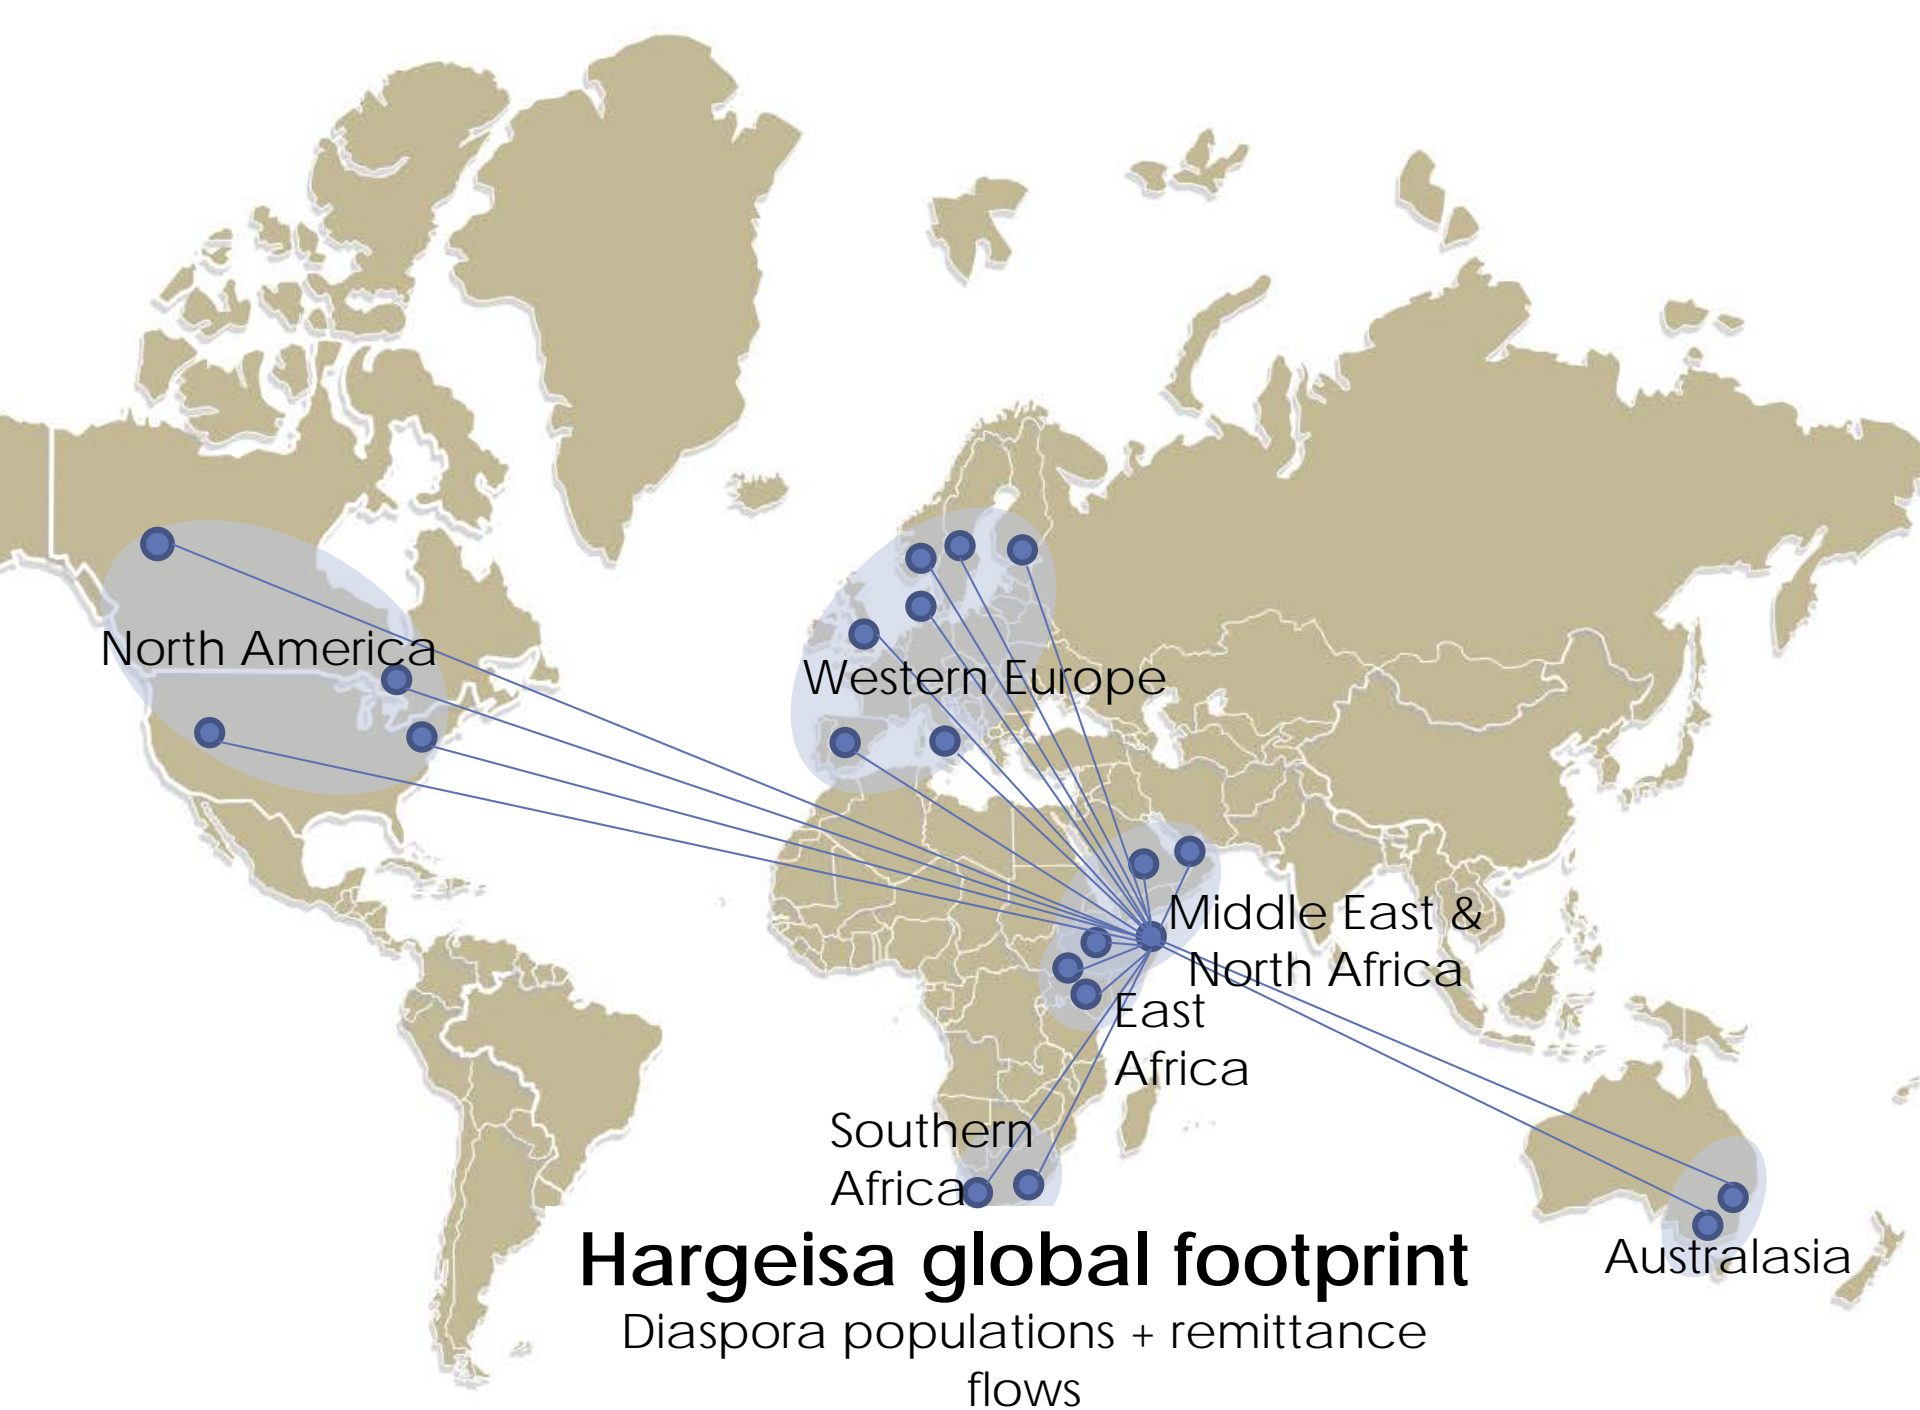 North America
Western Europe
Middle East &
North Africa
East
Africa
Southern
Africa
Australasia
Hargeisa global footprint
Diaspora populations + remittance
flows